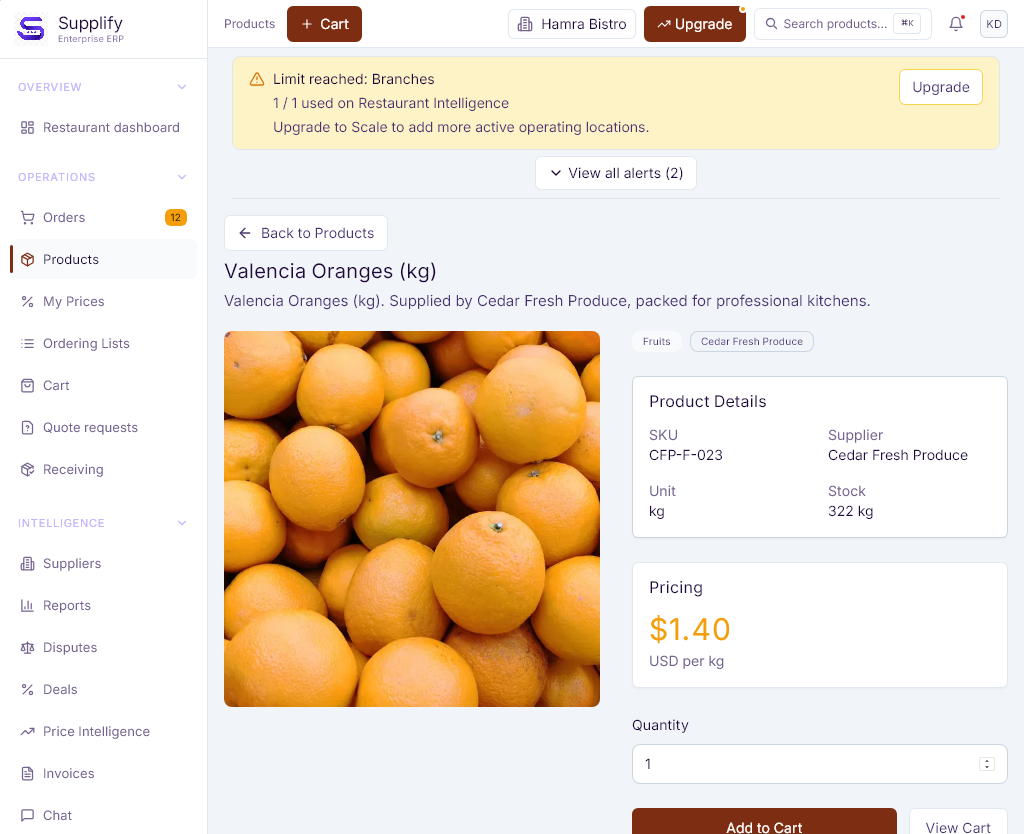 Supplify
Enterprise ERP
Products
+ Cart
Hamra Bistro
Upgrade
Search products...
⌘K
KD
OVERVIEW
Restaurant dashboard
OPERATIONS
Orders
12
Products
My Prices
Ordering Lists
Cart
Quote requests
Receiving
INTELLIGENCE
Suppliers
Reports
Disputes
Deals
Price Intelligence
Invoices
Chat
Limit reached: Branches
1 / 1 used on Restaurant Intelligence
Upgrade to Scale to add more active operating locations.
Upgrade
View all alerts (2)
Back to Products
Valencia Oranges (kg)
Valencia Oranges (kg). Supplied by Cedar Fresh Produce, packed for professional kitchens.
Fruits
Cedar Fresh Produce
Product Details
SKU
CFP-F-023
Supplier
Cedar Fresh Produce
Unit
kg
Stock
322 kg
Pricing
$1.40
USD per kg
Quantity
1
Add to Cart
View Cart